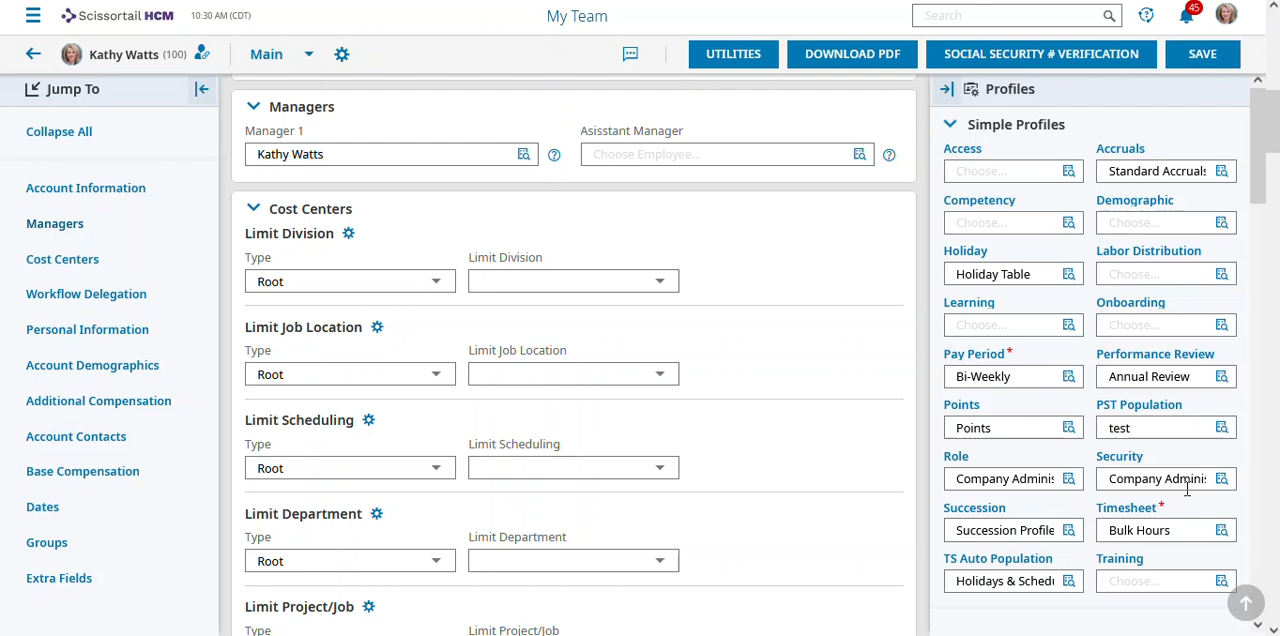 Scissortail HCM 10:30 AM (CDT) My Team Search 45
Kathy Watts (100) Main UTILITIES DOWNLOAD PDF SOCIAL SECURITY # VERIFICATION SAVE
Jump To
Collapse All
Account Information
Managers
Cost Centers
Workflow Delegation
Personal Information
Account Demographics
Additional Compensation
Account Contacts
Base Compensation
Dates
Groups
Extra Fields
Managers
Manager 1 Asisstant Manager
Kathy Watts Choose Employee...
Cost Centers
Limit Division
Type Limit Division
Root
Limit Job Location
Type Limit Job Location
Root
Limit Scheduling
Type Limit Scheduling
Root
Limit Department
Type Limit Department
Root
Limit Project/Job
Type Limit Project/Job
Profiles
Simple Profiles
Access Accruals
Choose... Standard Accruals
Competency Demographic
Choose... Choose...
Holiday Labor Distribution
Holiday Table Choose...
Learning Onboarding
Choose... Choose...
Pay Period* Performance Review
Bi-Weekly Annual Review
Points PST Population
Points test
Role Security
Company Adminis Company Adminis
Succession Timesheet*
Succession Profile Bulk Hours
TS Auto Population Training
Holidays & Schedu Choose...